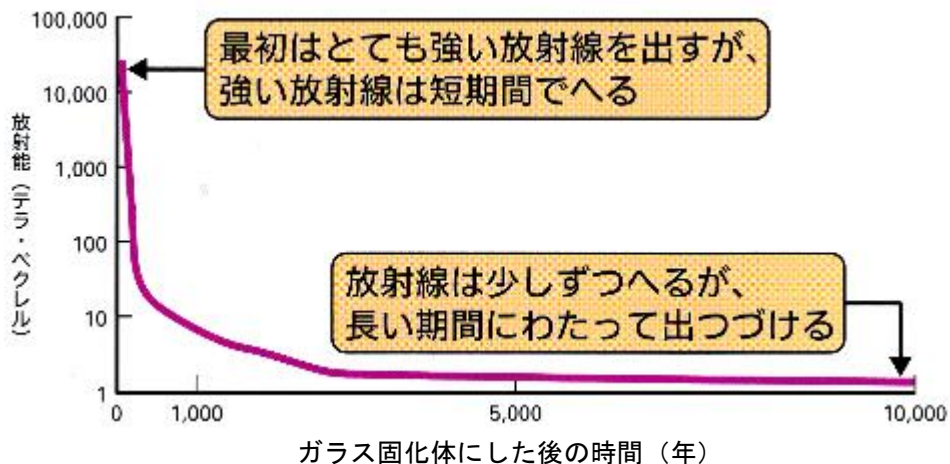 100,000
10,000
1,000
100
10
1
放射能（テラ・ベクレル）
最初はとても強い放射線を出すが、
強い放射線は短期間でへる
放射線は少しずつへるが、
長い期間にわたって出つづける
0 1,000 5,000 10,000
ガラス固化体にした後の時間（年）